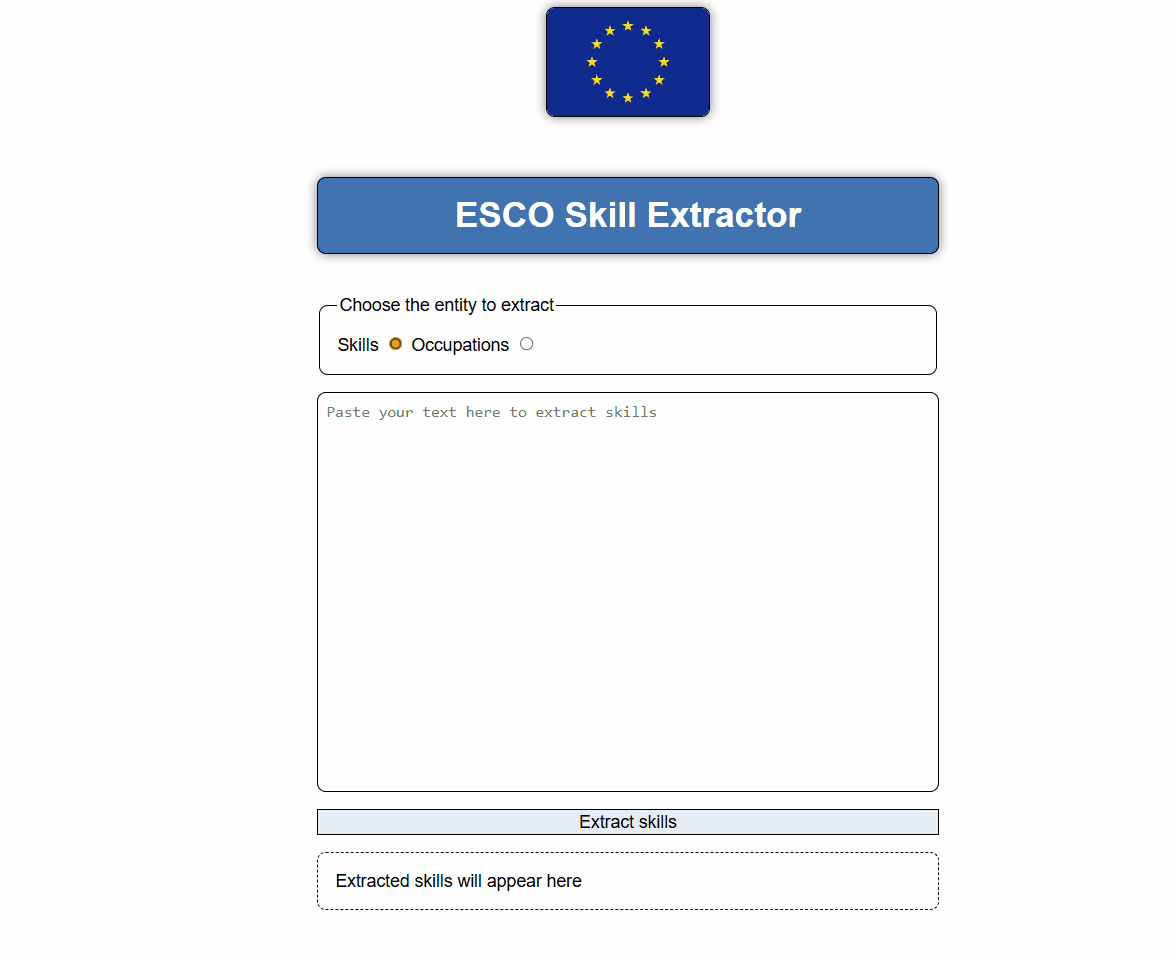 ESCO Skill Extractor
Choose the entity to extract
Skills Occupations
Paste your text here to extract skills
Extract skills
Extracted skills will appear here